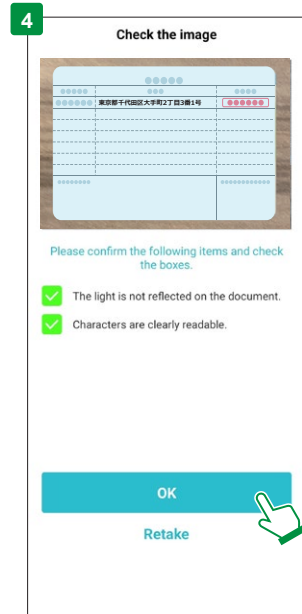 4
Check the image
東京都千代田区大手町2丁目3番1号
Please confirm the following items and check
the boxes.
The light is not reflected on the document.
Characters are clearly readable.
OK
Retake